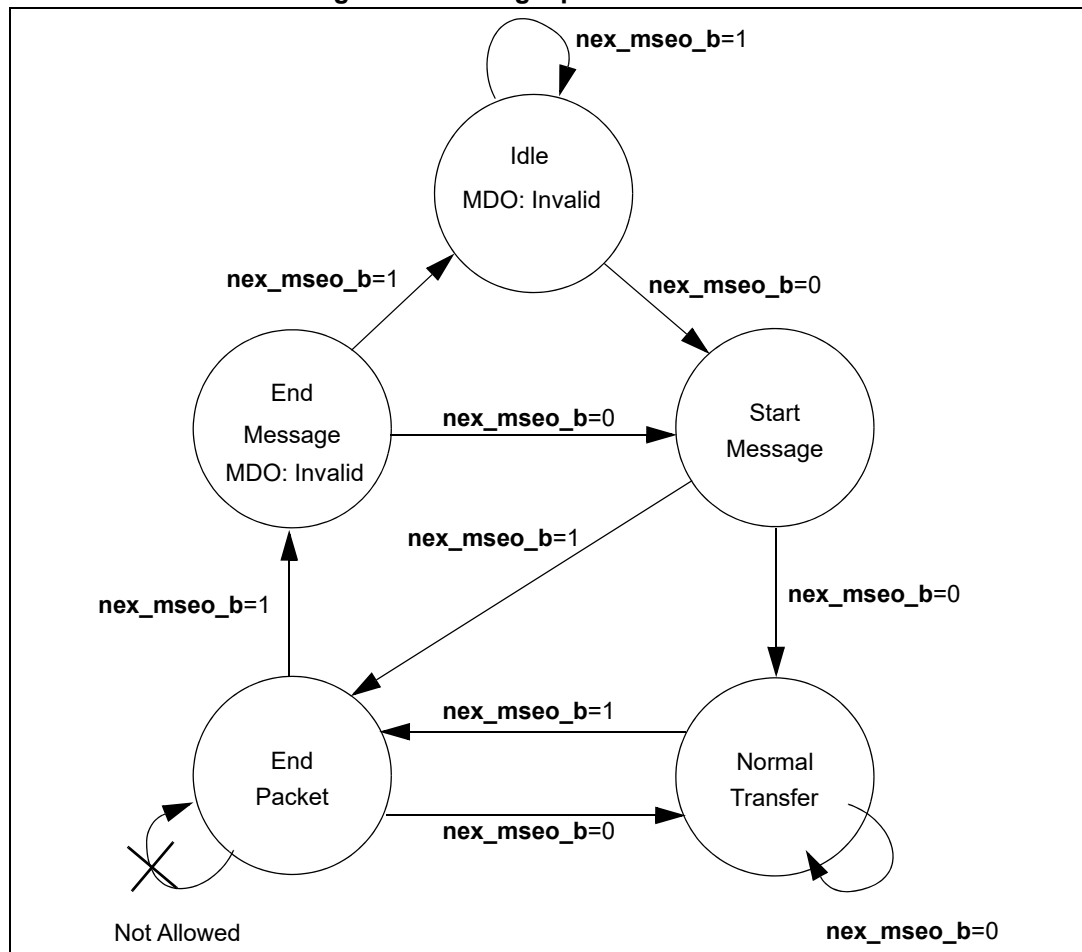 nex_mseo_b=1
Idle
MDO: Invalid
nex_mseo_b=1
nex_mseo_b=0
End
Message
MDO: Invalid
nex_mseo_b=0
Start
Message
nex_mseo_b=1
nex_mseo_b=0
nex_mseo_b=1
End
Packet
nex_mseo_b=1
nex_mseo_b=0
Normal
Transfer
Not Allowed
nex_mseo_b=0